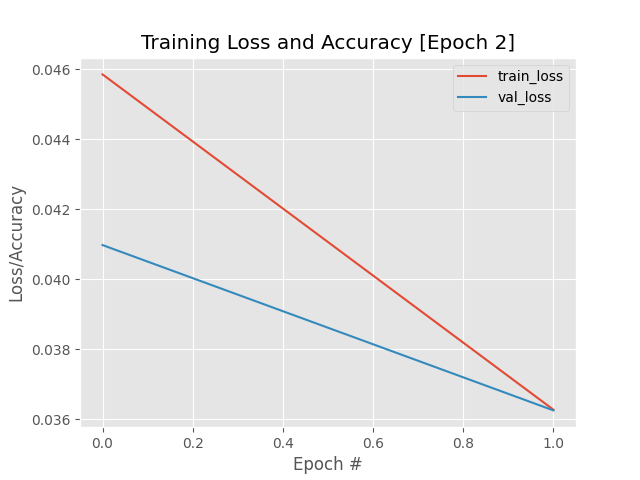 Training Loss and Accuracy [Epoch 2]
train_loss
val_loss
Loss/Accuracy
0.046
0.044
0.042
0.040
0.038
0.036
0.0 0.2 0.4 0.6 0.8 1.0
Epoch #